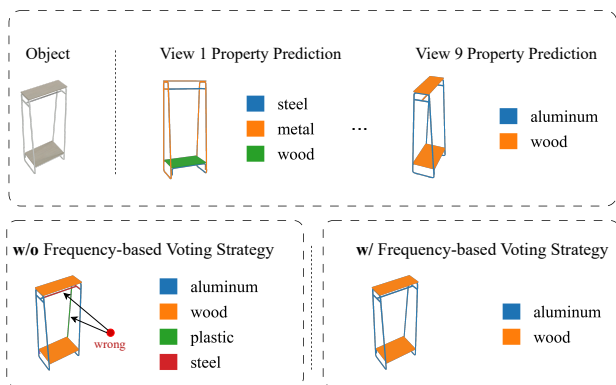 Object
View 1 Property Prediction
View 9 Property Prediction
steel
metal
wood
...
aluminum
wood
w/o Frequency-based Voting Strategy
aluminum
wood
plastic
steel
wrong
w/ Frequency-based Voting Strategy
aluminum
wood